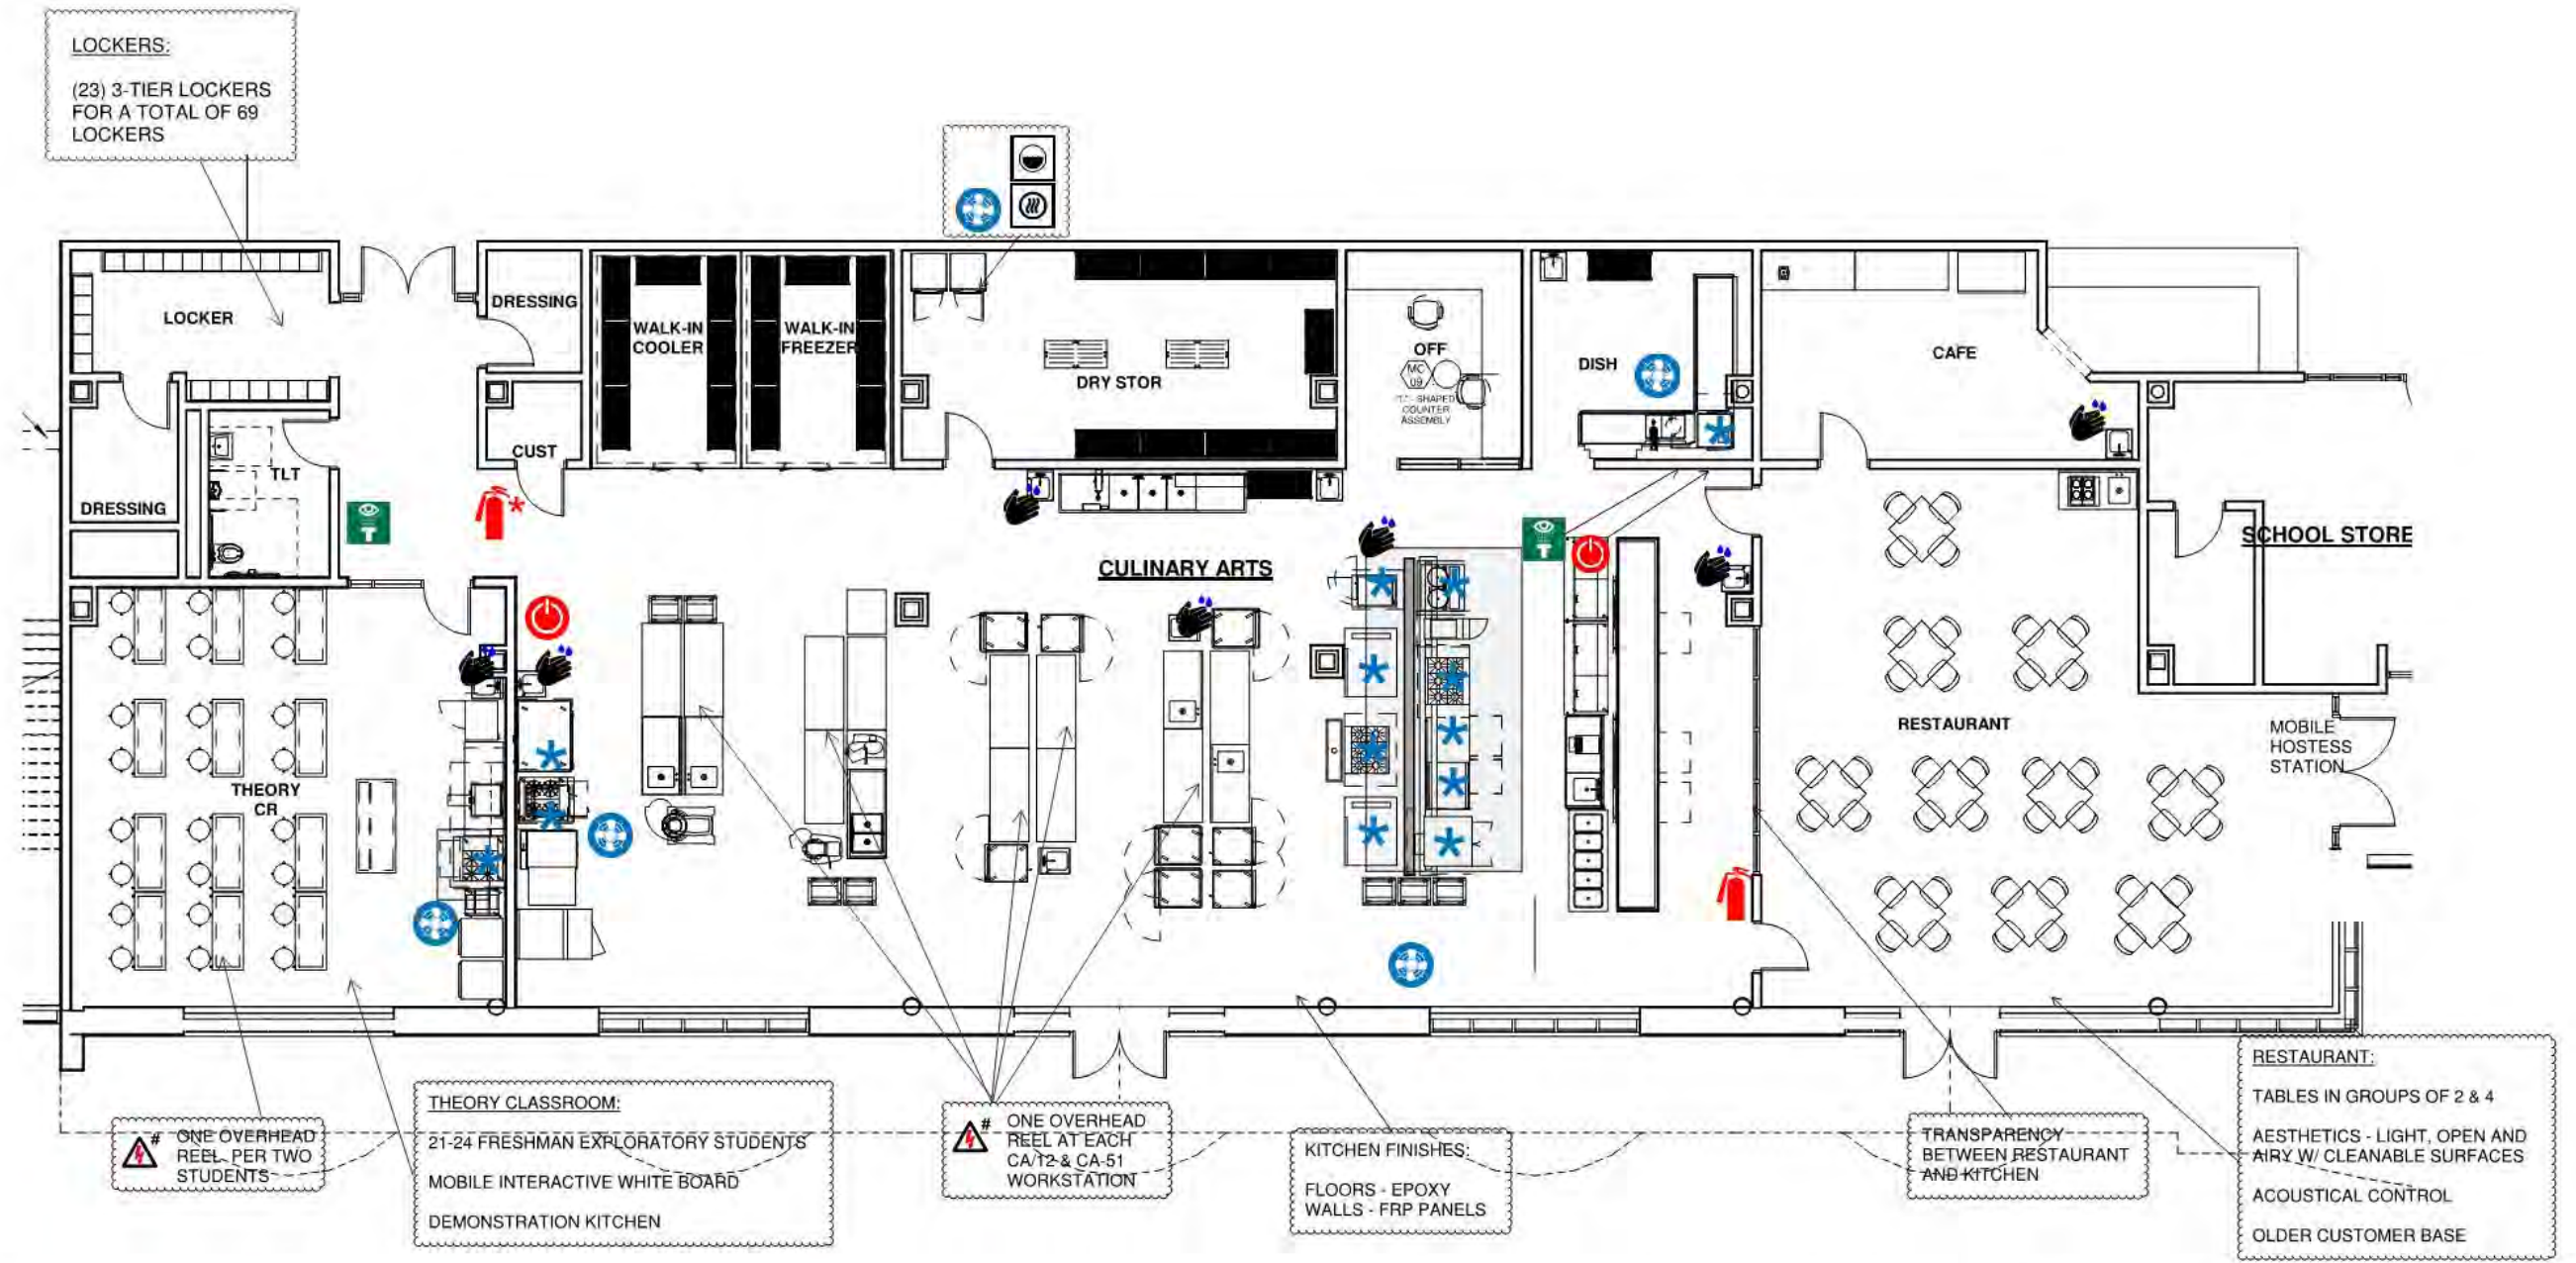 LOCKERS:
(23) 3-TIER LOCKERS
FOR A TOTAL OF 69
LOCKERS
LOCKER
DRESSING
WALK-IN
COOLER
WALK-IN
FREEZER
DRY STOR
OFF
MC
09
SHAPED
COUNTER
ASSEMBLY
DISH
CAFE
CUST
TLT
DRESSING
*
CULINARY ARTS
SCHOOL STORE
THEORY
CR
RESTAURANT
MOBILE
HOSTESS
STATION
# ONE OVERHEAD
REEL PER TWO
STUDENTS
THEORY CLASSROOM:
21-24 FRESHMAN EXPLORATORY STUDENTS
MOBILE INTERACTIVE WHITE BOARD
DEMONSTRATION KITCHEN
# ONE OVERHEAD
REEL AT EACH
CA/12 & CA-51
WORKSTATION
KITCHEN FINISHES:
FLOORS - EPOXY
WALLS - FRP PANELS
TRANSPARENCY
BETWEEN RESTAURANT
AND KITCHEN
RESTAURANT:
TABLES IN GROUPS OF 2 & 4
AESTHETICS - LIGHT, OPEN AND
AIRY W/ CLEANABLE SURFACES
ACOUSTICAL CONTROL
OLDER CUSTOMER BASE